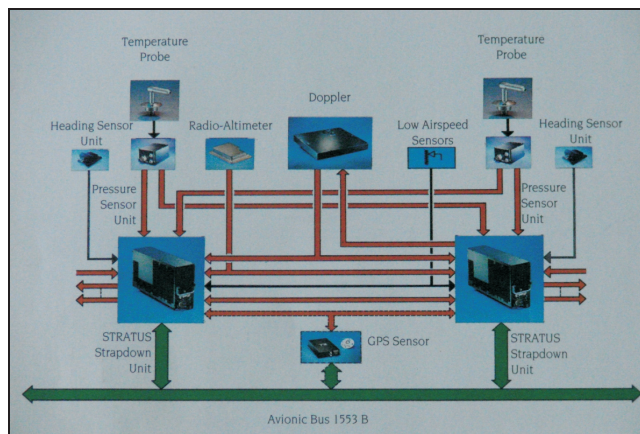 Temperature
Probe
Temperature
Probe
Doppler
Heading Sensor
Unit
Radio-Altimeter
Low Airspeed
Sensors
Heading Sensor
Unit
Pressure
Sensor
Unit
Pressure
Sensor
Unit
STRATUS
Strapdown
Unit
GPS Sensor
STRATUS
Strapdown
Unit
Avionic Bus 1553 B